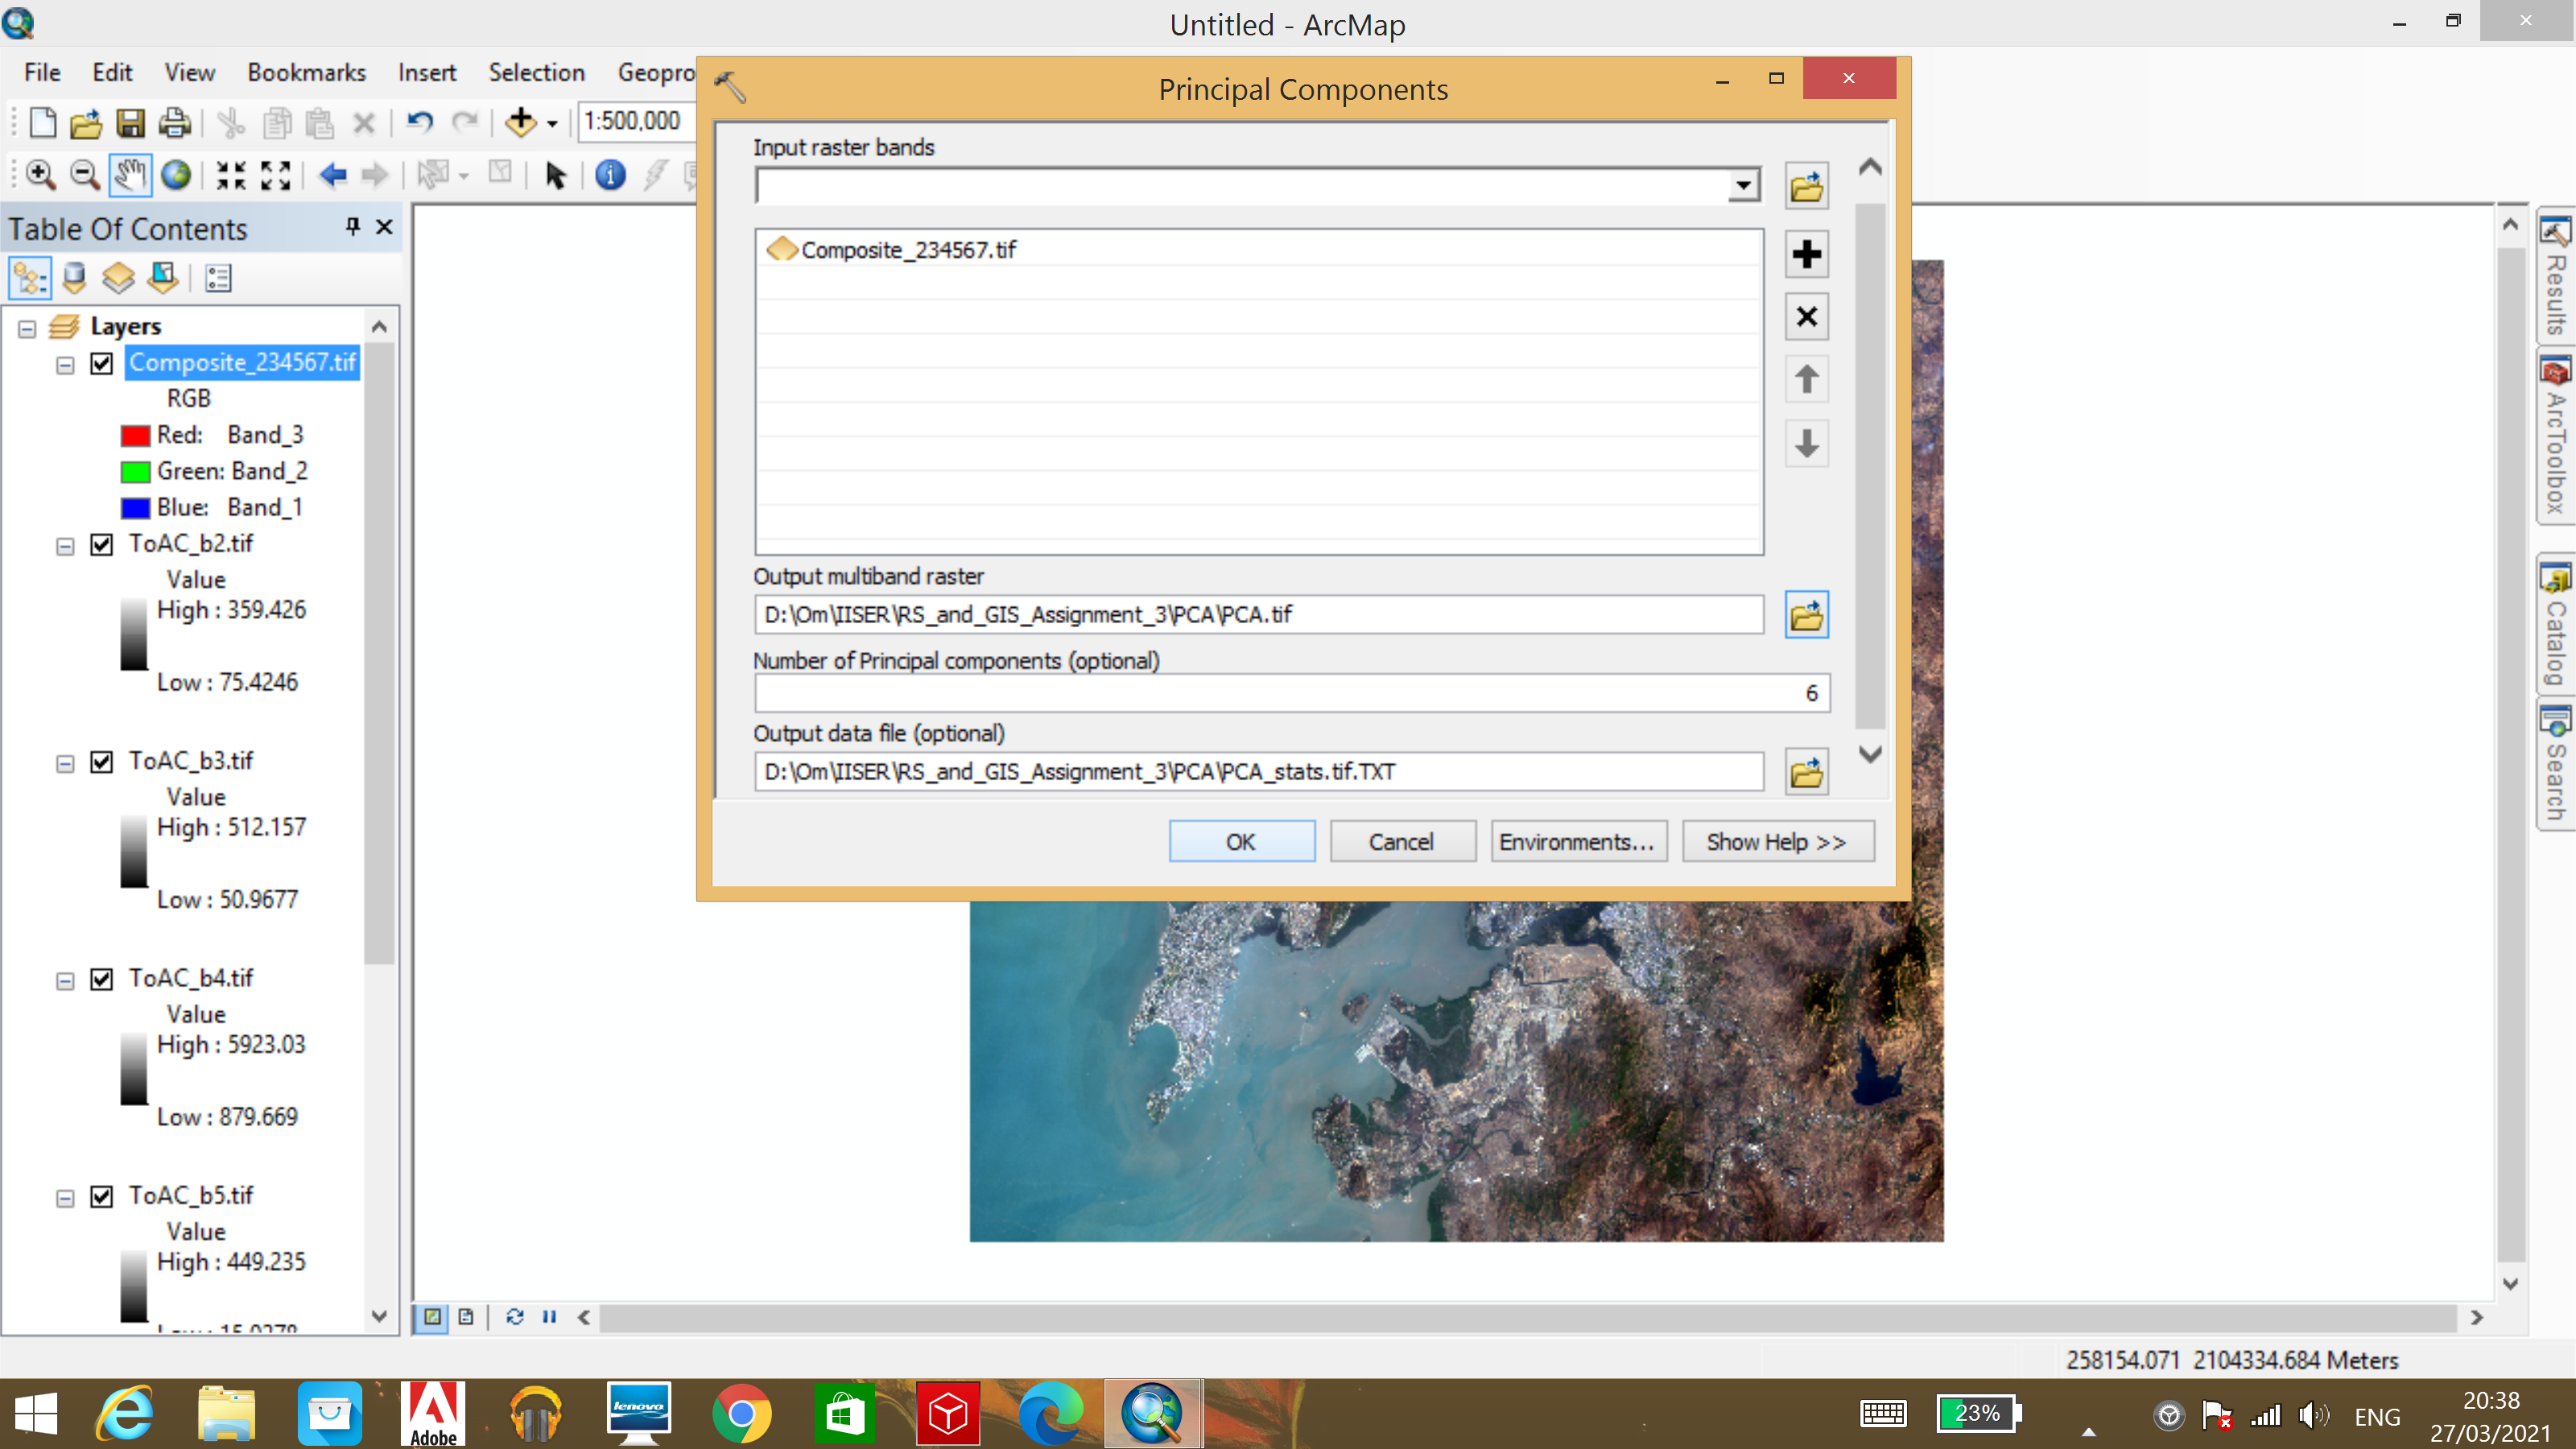 Untitled - ArcMap
File Edit View Bookmarks Insert Selection Geopro
1:500,000
Table Of Contents
Layers
Composite_234567.tif
RGB
Red: Band_3
Green: Band_2
Blue: Band_1
ToAC_b2.tif
Value
High : 359.426
Low : 75.4246
ToAC_b3.tif
Value
High : 512.157
Low : 50.9677
ToAC_b4.tif
Value
High : 5923.03
Low : 879.669
ToAC_b5.tif
Value
High : 449.235
Principal Components
Input raster bands
Composite_234567.tif
Output multiband raster
D:\Om\IISER\RS_and_GIS_Assignment_3\PCA\PCA.tif
Number of Principal components (optional)
6
Output data file (optional)
D:\Om\IISER\RS_and_GIS_Assignment_3\PCA\PCA_stats.tif.TXT
OK Cancel Environments... Show Help >>
Results
ArcToolbox
Catalog
Search
258154.071 2104334.684 Meters
Adobe
lenovo
23%
ENG
20:38
27/03/2021